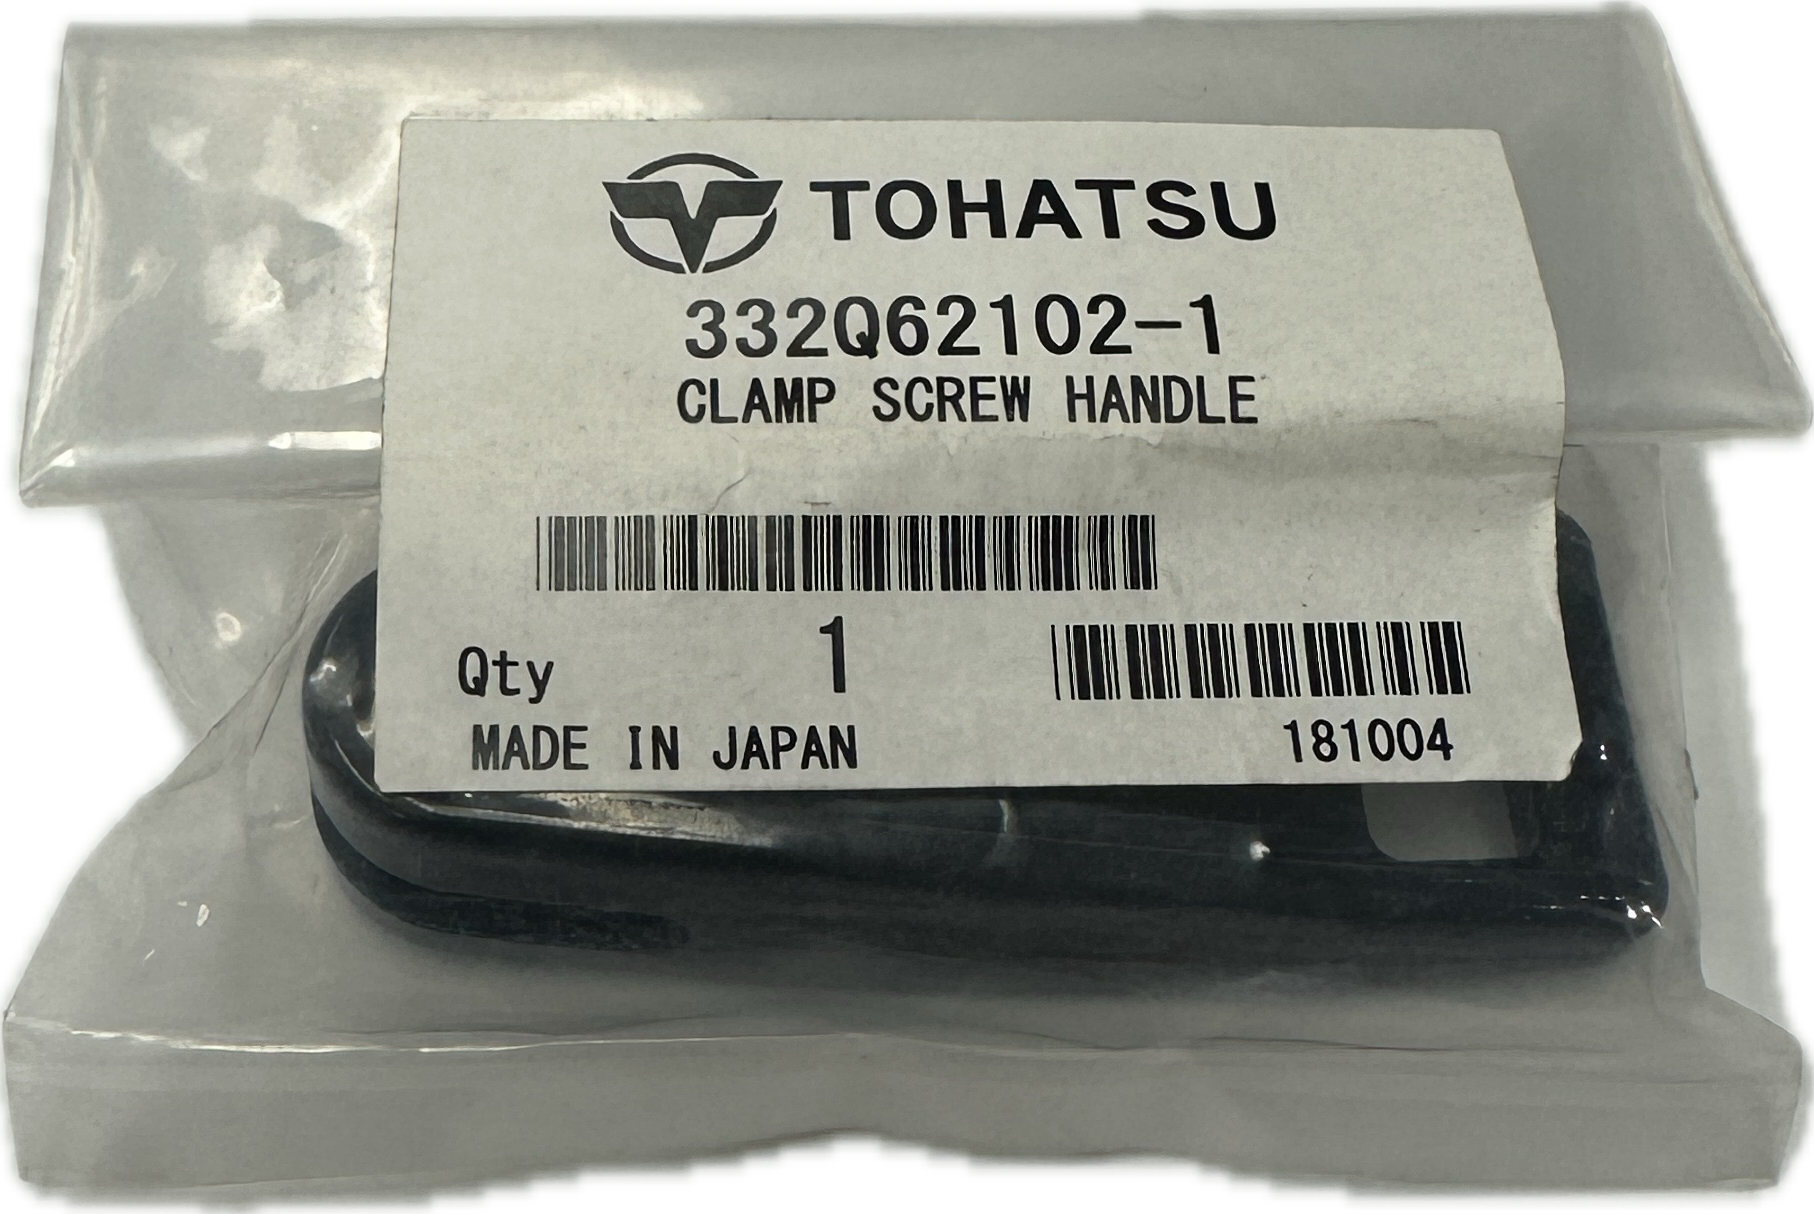 TOHATSU
332Q62102-1
CLAMP SCREW HANDLE
Qty 1
MADE IN JAPAN 181004